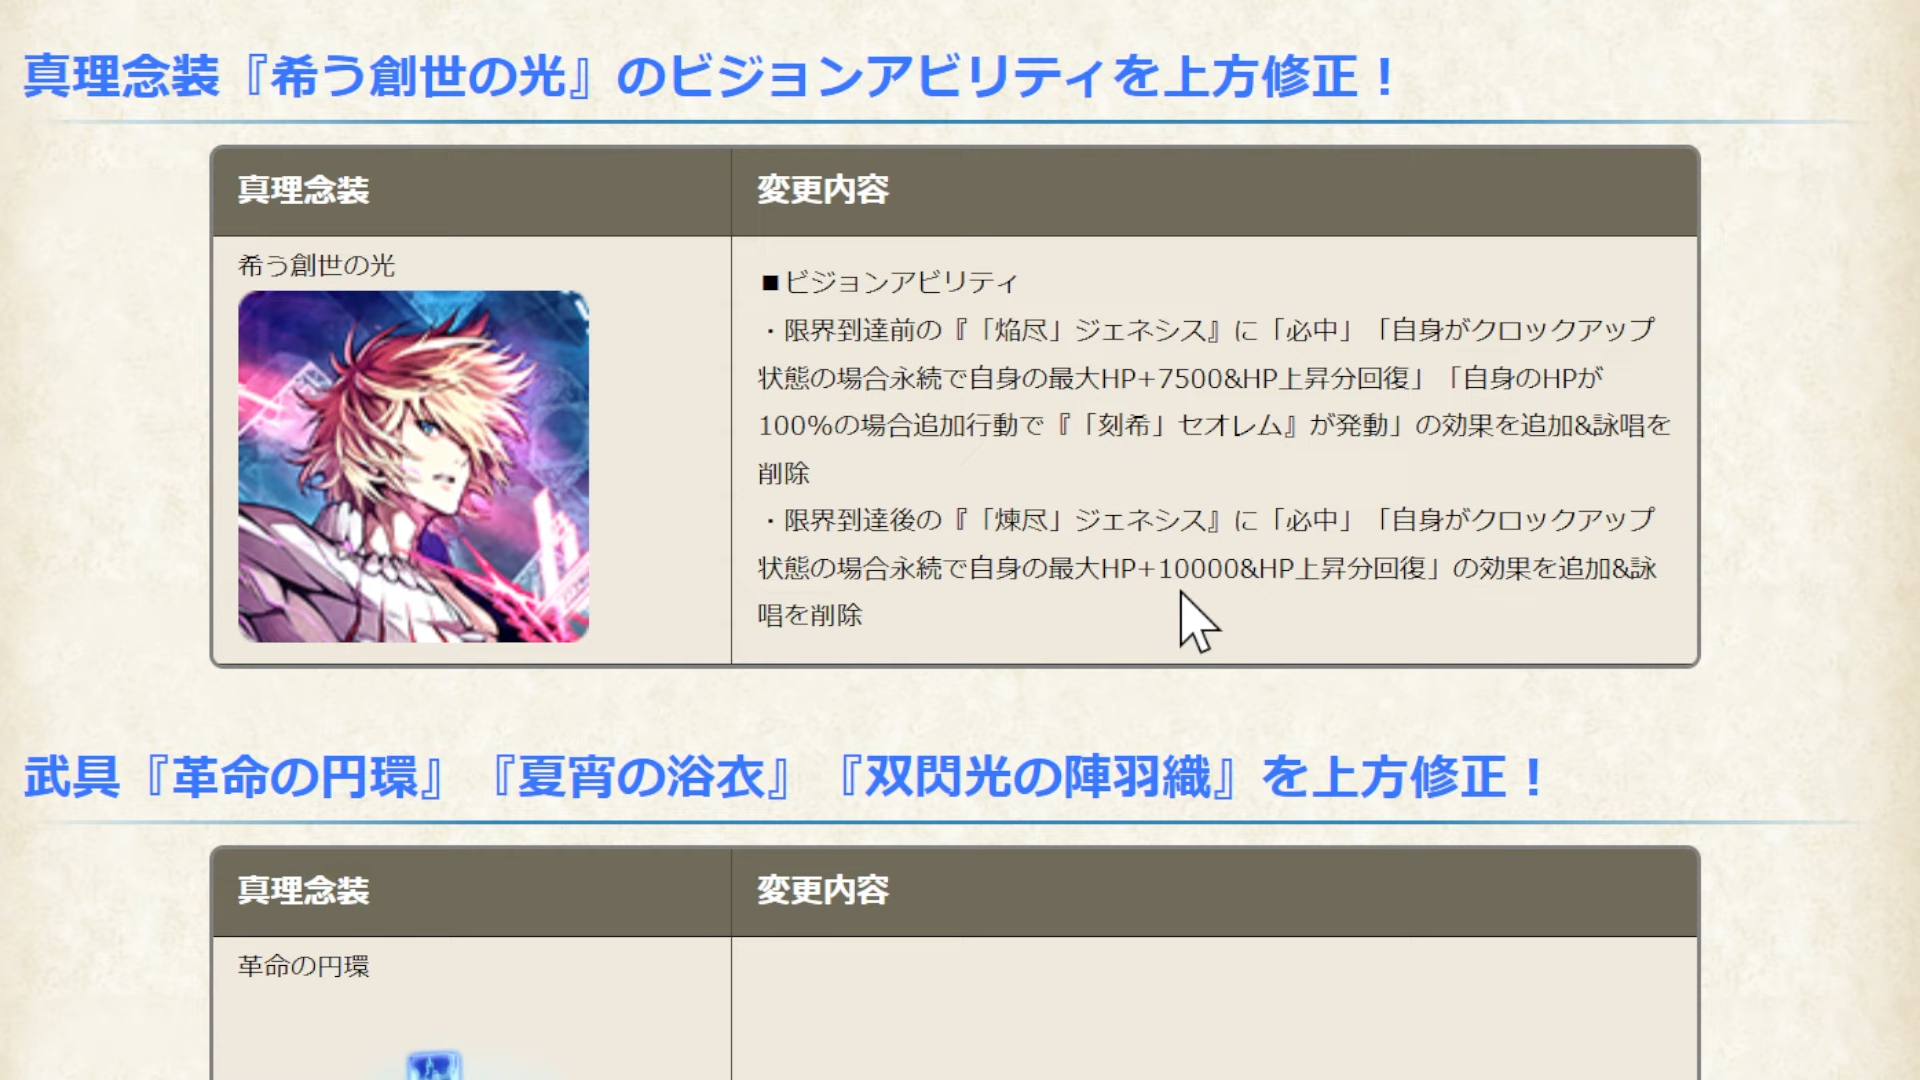 真理念装『希う創世の光』のビジョンアビリティを上方修正！
真理念装
変更内容
希う創世の光
■ビジョンアビリティ
・限界到達前の『「焔尽」ジェネシス』に「必中」「自身がクロックアップ
状態の場合永続で自身の最大HP+7500&HP上昇分回復」「自身のHPが
100%の場合追加行動で『「刻希」セオレム』が発動」の効果を追加&詠唱を
削除
・限界到達後の『「煉尽」ジェネシス』に「必中」「自身がクロックアップ
状態の場合永続で自身の最大HP+10000&HP上昇分回復」の効果を追加&詠
唱を削除
武具『革命の円環』『夏宵の浴衣』『双閃光の陣羽織』を上方修正！
真理念装
変更内容
革命の円環